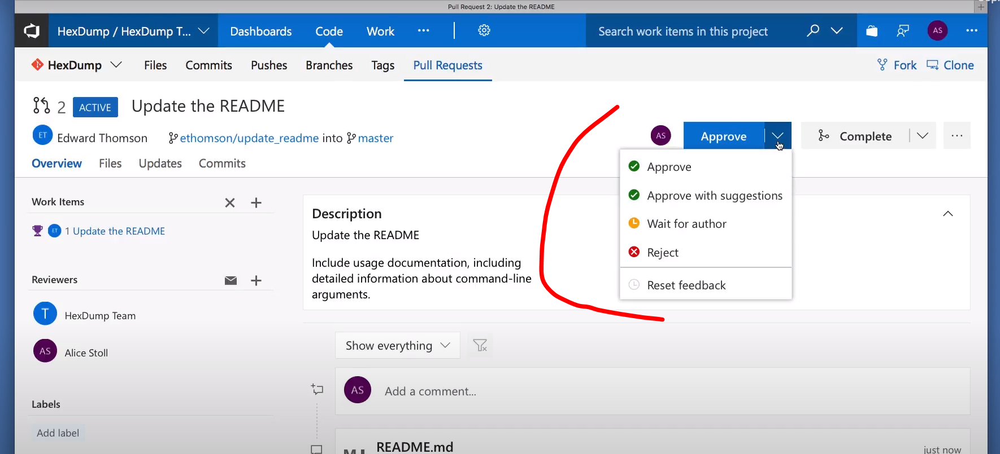 Pull Request 2: Update the README
HexDump / HexDump T... Dashboards Code Work ... Search work items in this project AS ...
HexDump Files Commits Pushes Branches Tags Pull Requests Fork Clone
2 ACTIVE Update the README
ET Edward Thomson ethomson/update_readme into master AS Approve Complete ...
Overview Files Updates Commits
Approve
Approve with suggestions
Wait for author
Reject
Reset feedback
Work Items
ET 1 Update the README
Description
Update the README
Include usage documentation, including
detailed information about command-line
arguments.
Reviewers
T HexDump Team
AS Alice Stoll
Labels
Add label
Show everything
AS Add a comment...
README.md
just now